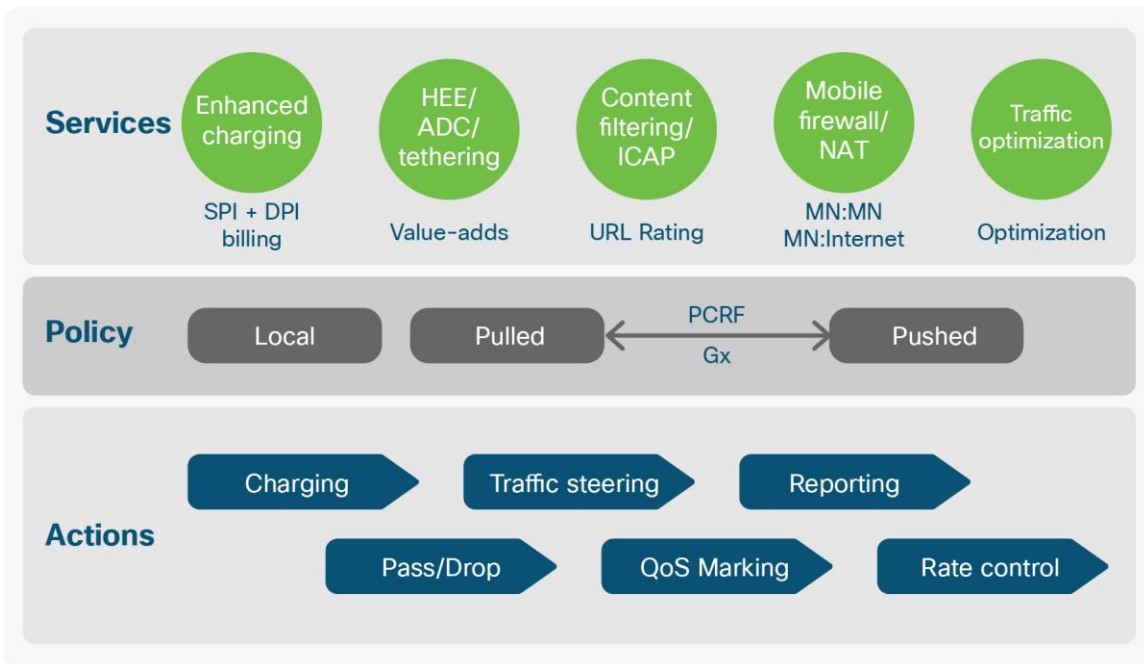 Services
Enhanced
charging
SPI + DPI
billing
HEE/
ADC/
tethering
Value-adds
Content
filtering/
ICAP
URL Rating
Mobile
firewall/
NAT
MN:MN
MN:Internet
Traffic
optimization
Optimization
Policy
Local
Pulled
PCRF
Gx
Pushed
Actions
Charging
Traffic steering
Reporting
Pass/Drop
QoS Marking
Rate control